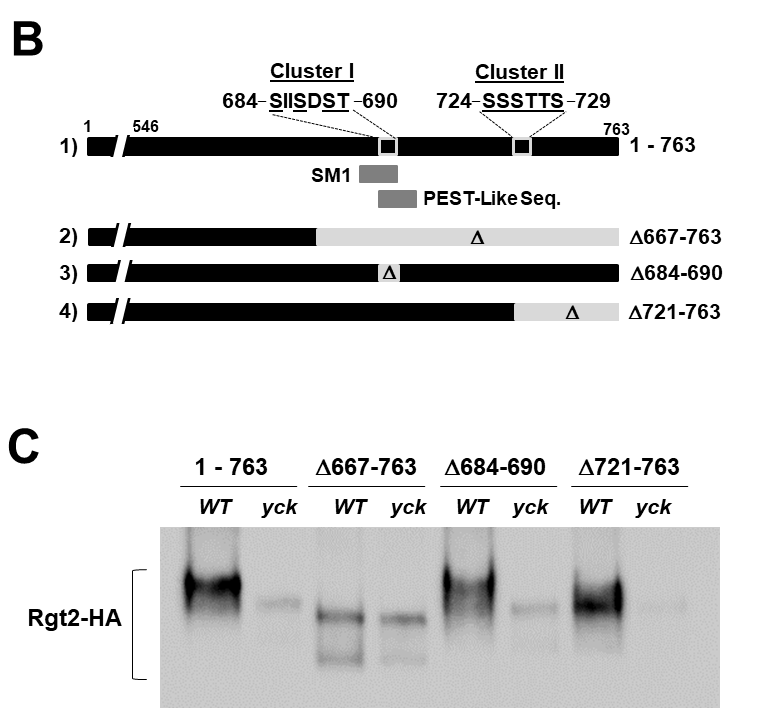 B
Cluster I Cluster II
684-SIISDST-690 724-SSSTTS-729
1 546 763
1) 1 - 763
SM1
PEST-Like Seq.
2) Δ Δ667-763
3) Δ Δ684-690
4) Δ Δ721-763
C
1 - 763 Δ667-763 Δ684-690 Δ721-763
WT yck WT yck WT yck WT yck
Rgt2-HA